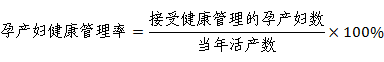 孕产妇健康管理率 = 接受健康管理的孕产妇数 / 当年活产数 × 100%